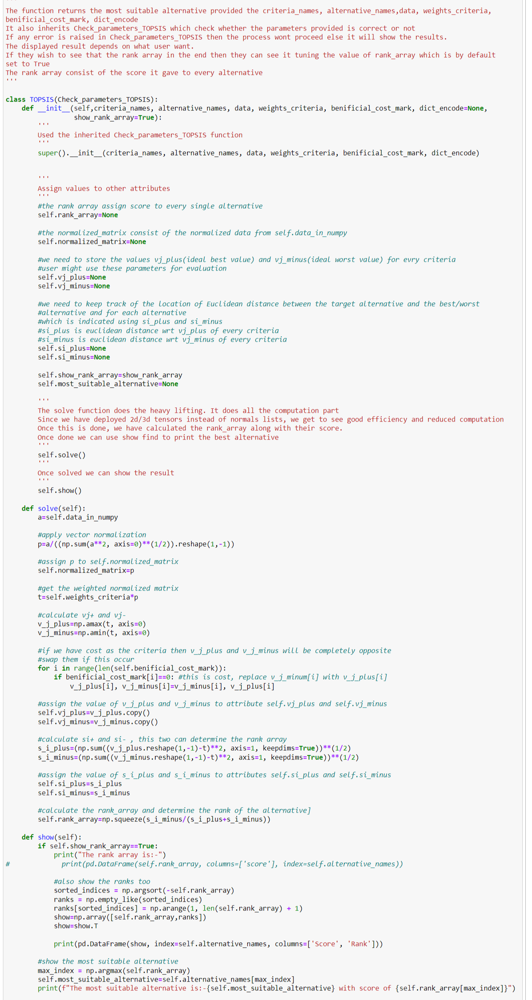 '''
The function returns the most suitable alternative provided the criteria_names, alternative_names,data, weights_criteria,
benificial_cost_mark, dict_encode
It also inherits Check_parameters_TOPSIS which check whether the parameters provided is correct or not
If any error is raised in Check_parameters_TOPSIS then the process wont proceed else it will show the results.
The displayed result depends on what user want.
If they wish to see that the rank array in the end then they can see it tuning the value of rank_array which is by default
set to True
The rank array consist of the score it gave to every alternative
'''
class TOPSIS(Check_parameters_TOPSIS):
    def __init__(self,criteria_names, alternative_names, data, weights_criteria, benificial_cost_mark, dict_encode=None,
                 show_rank_array=True):
        '''
        Used the inherited Check_parameters_TOPSIS function
        '''
        super().__init__(criteria_names, alternative_names, data, weights_criteria, benificial_cost_mark, dict_encode)
        '''
        Assign values to other attributes
        '''
        #the rank array assign score to every single alternative
        self.rank_array=None
        #the normalized_matrix consist of the normalized data from self.data_in_numpy
        self.normalized_matrix=None
        #we need to store the values vj_plus(ideal best value) and vj_minus(ideal worst value) for evry criteria
        #user might use these parameters for evaluation
        self.vj_plus=None
        self.vj_minus=None
        #we need to keep track of the location of Euclidean distance between the target alternative and the best/worst
        #alternative and for each alternative
        #which is indicated using si_plus and si_minus
        #si_plus is euclidean distance wrt vj_plus of every criteria
        #si_minus is euclidean distance wrt vj_minus of every criteria
        self.si_plus=None
        self.si_minus=None
        self.show_rank_array=show_rank_array
        self.most_suitable_alternative=None
        '''
        The solve function does the heavy lifting. It does all the computation part
        Since we have deployed 2d/3d tensors instead of normals lists, we get to see good efficiency and reduced computation
        Once this is done, we have calculated the rank_array along with their score.
        Once done we can use show find to print the best alternative
        '''
        self.solve()
        '''
        Once solved we can show the result
        '''
        self.show()
    def solve(self):
        a=self.data_in_numpy
        #apply vector normalization
        p=a/((np.sum(a**2, axis=0)**(1/2)).reshape(1,-1))
        #assign p to self.normalized_matrix
        self.normalized_matrix=p
        #get the weighted normalized matrix
        t=self.weights_criteria*p
        #calculate vj+ and vj-
        v_j_plus=np.amax(t, axis=0)
        v_j_minus=np.amin(t, axis=0)
        #if we have cost as the criteria then v_j_plus and v_j_minus will be completely opposite
        #swap them if this occur
        for i in range(len(self.benificial_cost_mark)):
            if benificial_cost_mark[i]==0: #this is cost, replace v_j_minum[i] with v_j_plus[i]
                v_j_plus[i], v_j_minus[i]=v_j_minus[i], v_j_plus[i]
        #assign the value of v_j_plus and v_j_minus to attribute self.vj_plus and self.vj_minus
        self.vj_plus=v_j_plus.copy()
        self.vj_minus=v_j_minus.copy()
        #calculate si+ and si- , this two can determine the rank array
        s_i_plus=(np.sum((v_j_plus.reshape(1,-1)-t)**2, axis=1, keepdims=True))**(1/2)
        s_i_minus=(np.sum((v_j_minus.reshape(1,-1)-t)**2, axis=1, keepdims=True))**(1/2)
        #assign the value of s_i_plus and s_i_minus to attributes self.si_plus and self.si_minus
        self.si_plus=s_i_plus
        self.si_minus=s_i_minus
        #calculate the rank_array and determine the rank of the alternative]
        self.rank_array=np.squeeze(s_i_minus/(s_i_plus+s_i_minus))
    def show(self):
        if self.show_rank_array==True:
            print("The rank array is:-")
#             print(pd.DataFrame(self.rank_array, columns=['score'], index=self.alternative_names))
            #also show the ranks too
            sorted_indices = np.argsort(-self.rank_array)
            ranks = np.empty_like(sorted_indices)
            ranks[sorted_indices] = np.arange(1, len(self.rank_array) + 1)
            show=np.array([self.rank_array,ranks])
            show=show.T
            print(pd.DataFrame(show, index=self.alternative_names, columns=['Score', 'Rank']))
        #show the most suitable alternative
        max_index = np.argmax(self.rank_array)
        self.most_suitable_alternative=self.alternative_names[max_index]
        print(f"The most suitable alternative is:-{self.most_suitable_alternative} with score of {self.rank_array[max_index]}")